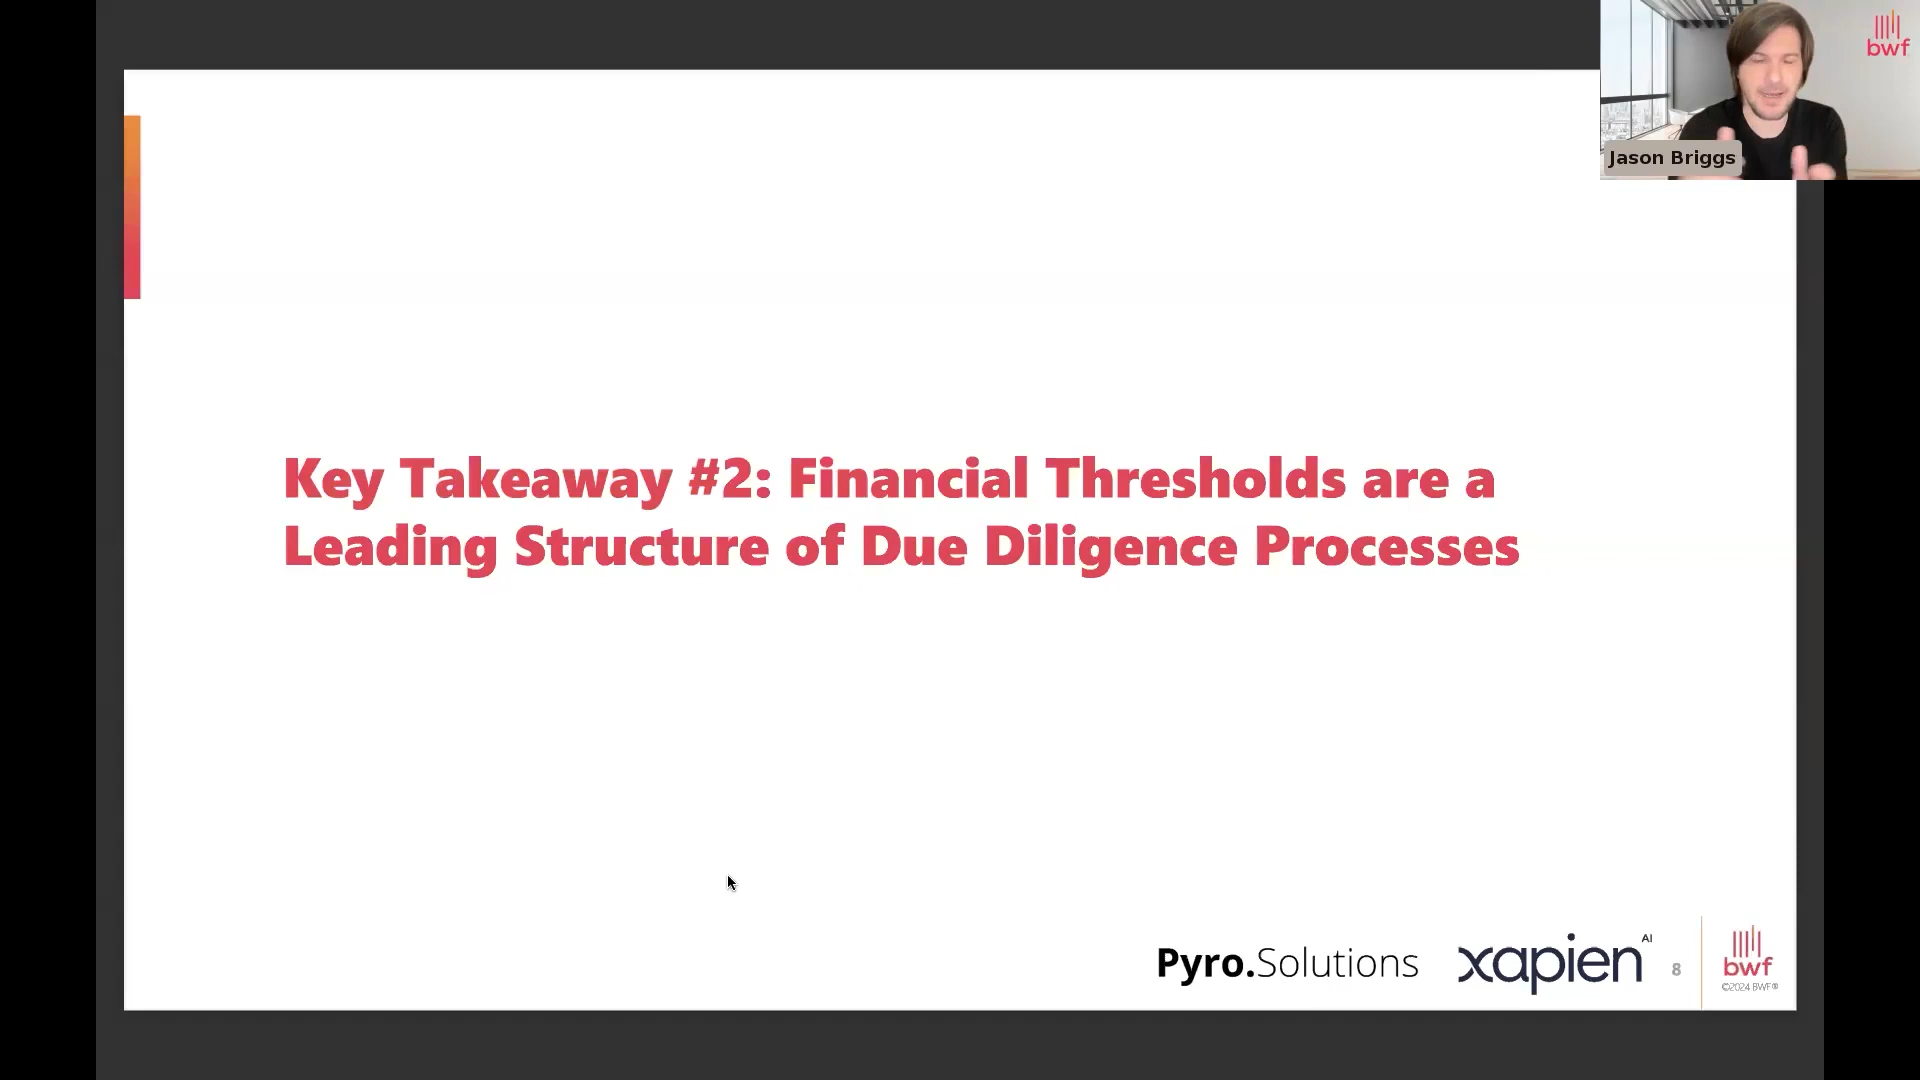 bwf
Jason Briggs
Key Takeaway #2: Financial Thresholds are a
Leading Structure of Due Diligence Processes
Pyro.Solutions
xapien AI
8
bwf
©2024 BWF®